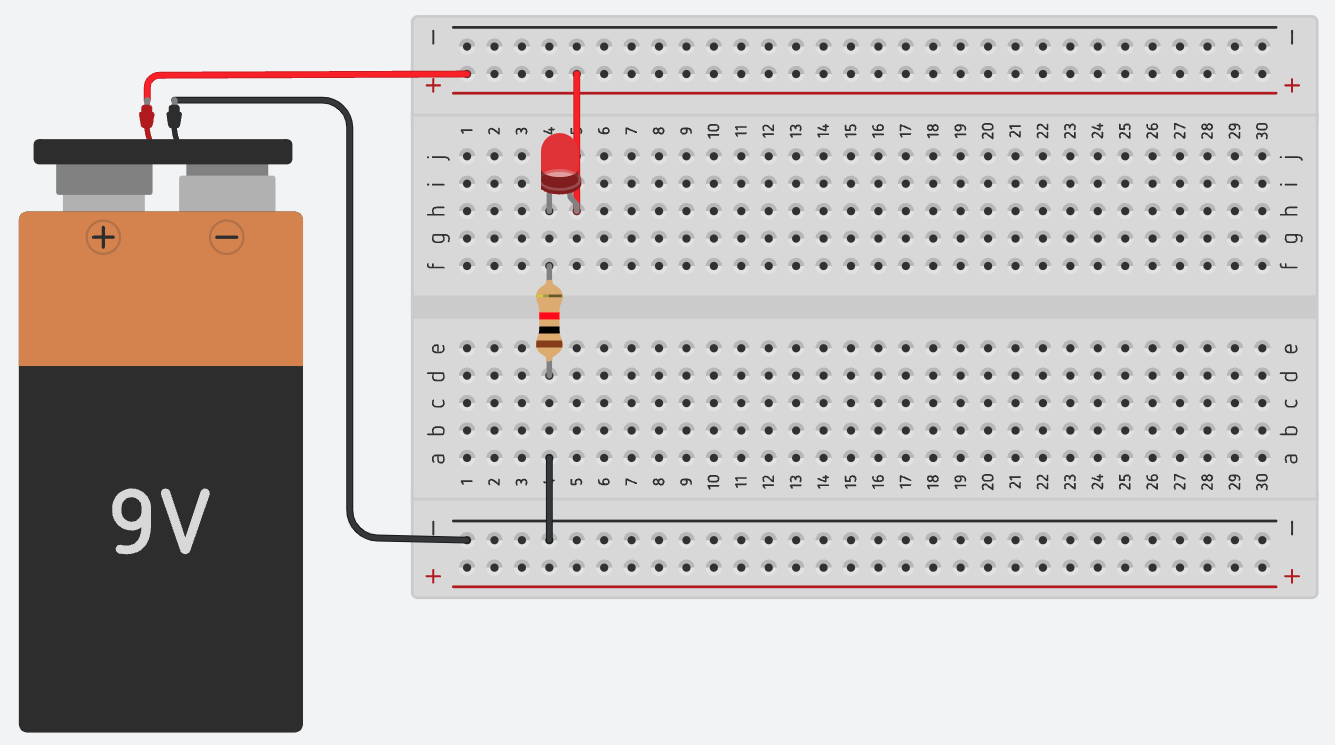 − −
+ +
1 2 3 4 5 6 7 8 9 10 11 12 13 14 15 16 17 18 19 20 21 22 23 24 25 26 27 28 29 30
j j
i i
h h
+ − g g
f f
e e
d d
c c
b b
a a
1 2 3 4 5 6 7 8 9 10 11 12 13 14 15 16 17 18 19 20 21 22 23 24 25 26 27 28 29 30
9V
− −
+ +